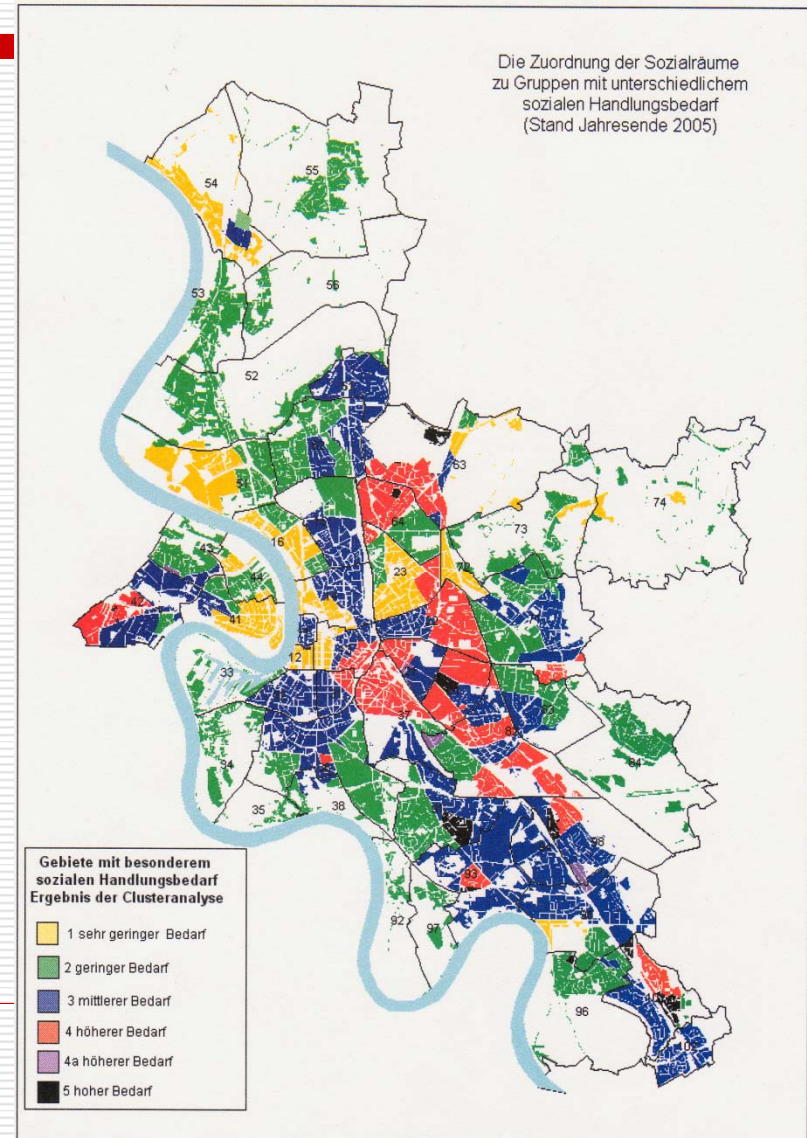 Die Zuordnung der Sozialräume
zu Gruppen mit unterschiedlichem
sozialen Handlungsbedarf
(Stand Jahresende 2005)
54
55
53
56
52
63
74
73
64
16
43
23
72
44
42
41
12
33
37
34
84
35
38
98
93
92
97
96
Gebiete mit besonderem
sozialen Handlungsbedarf
Ergebnis der Clusteranalyse
1 sehr geringer Bedarf
2 geringer Bedarf
3 mittlerer Bedarf
4 höherer Bedarf
4a höherer Bedarf
5 hoher Bedarf